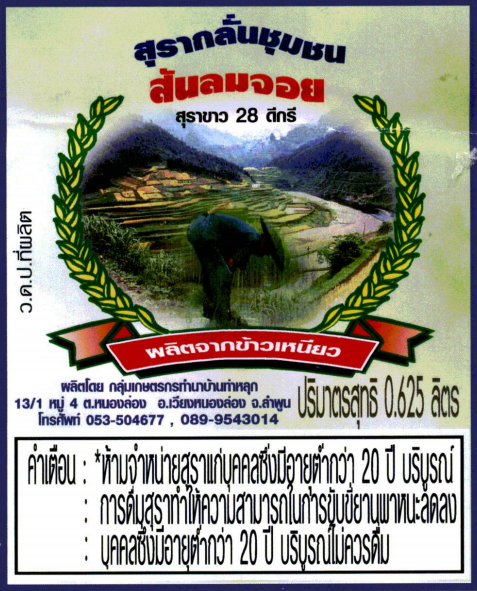 สุรากลั่นชุมชน
สันลมจอย
สุราขาว 28 ดีกรี
ว.ด.ป.ที่ผลิต
ผลิตจากข้าวเหนียว
ผลิตโดย กลุ่มเกษตรกรทำนาบ้านท่าหลุก
13/1 หมู่ 4 ต.หนองล่อง อ.เวียงหนองล่อง จ.ลำพูน
โทรศัพท์ 053-504677 , 089-9543014
ปริมาตรสุทธิ 0.625 ลิตร
คำเตือน : *ห้ามจำหน่ายสุราแก่บุคคลซึ่งมีอายุต่ำกว่า 20 ปี บริบูรณ์
: การดื่มสุราทำให้ความสามารถในการขับขี่ยานพาหนะลดลง
: บุคคลซึ่งมีอายุต่ำกว่า 20 ปี บริบูรณ์ไม่ควรดื่ม